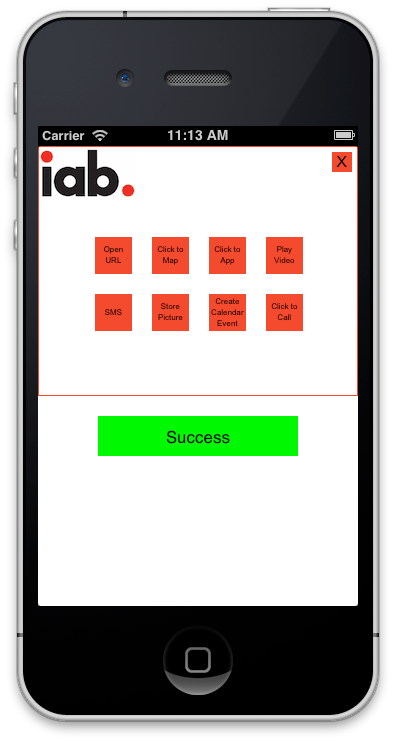 Carrier 11:13 AM
iab.
X
Open
URL
Click to
Map
Click to
App
Play
Video
SMS
Store
Picture
Create
Calendar
Event
Click to
Call
Success